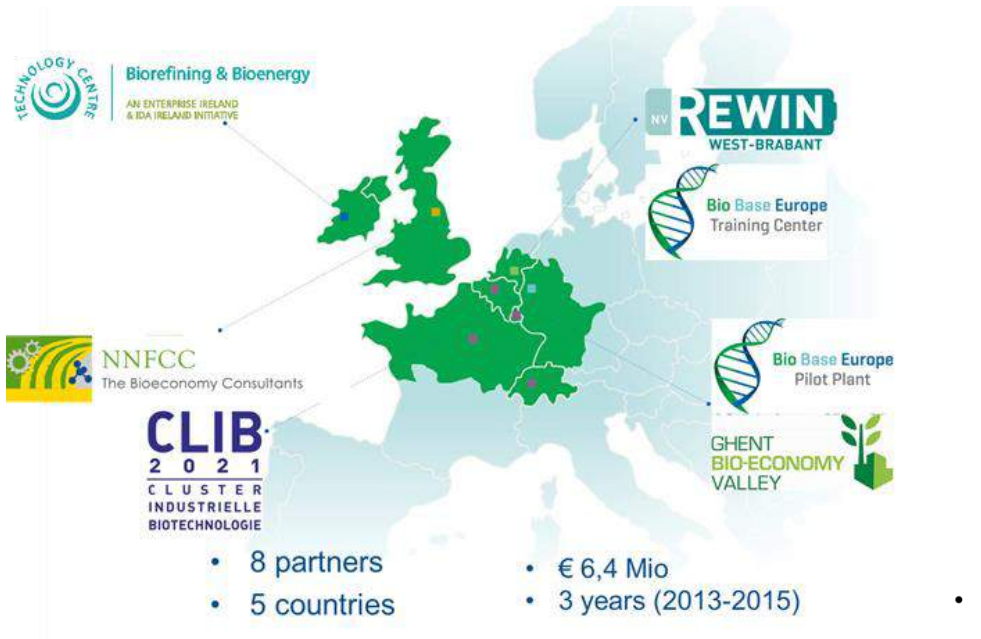 TECHNOLOGY CENTRE
Biorefining & Bioenergy
AN ENTERPRISE IRELAND
& IDA IRELAND INITIATIVE
NV REWIN
WEST-BRABANT
Bio Base Europe
Training Center
NNFCC
The Bioeconomy Consultants
Bio Base Europe
Pilot Plant
CLIB
2021
CLUSTER
INDUSTRIELLE
BIOTECHNOLOGIE
GHENT
BIO-ECONOMY
VALLEY
• 8 partners
• 5 countries
• € 6,4 Mio
• 3 years (2013-2015)
•